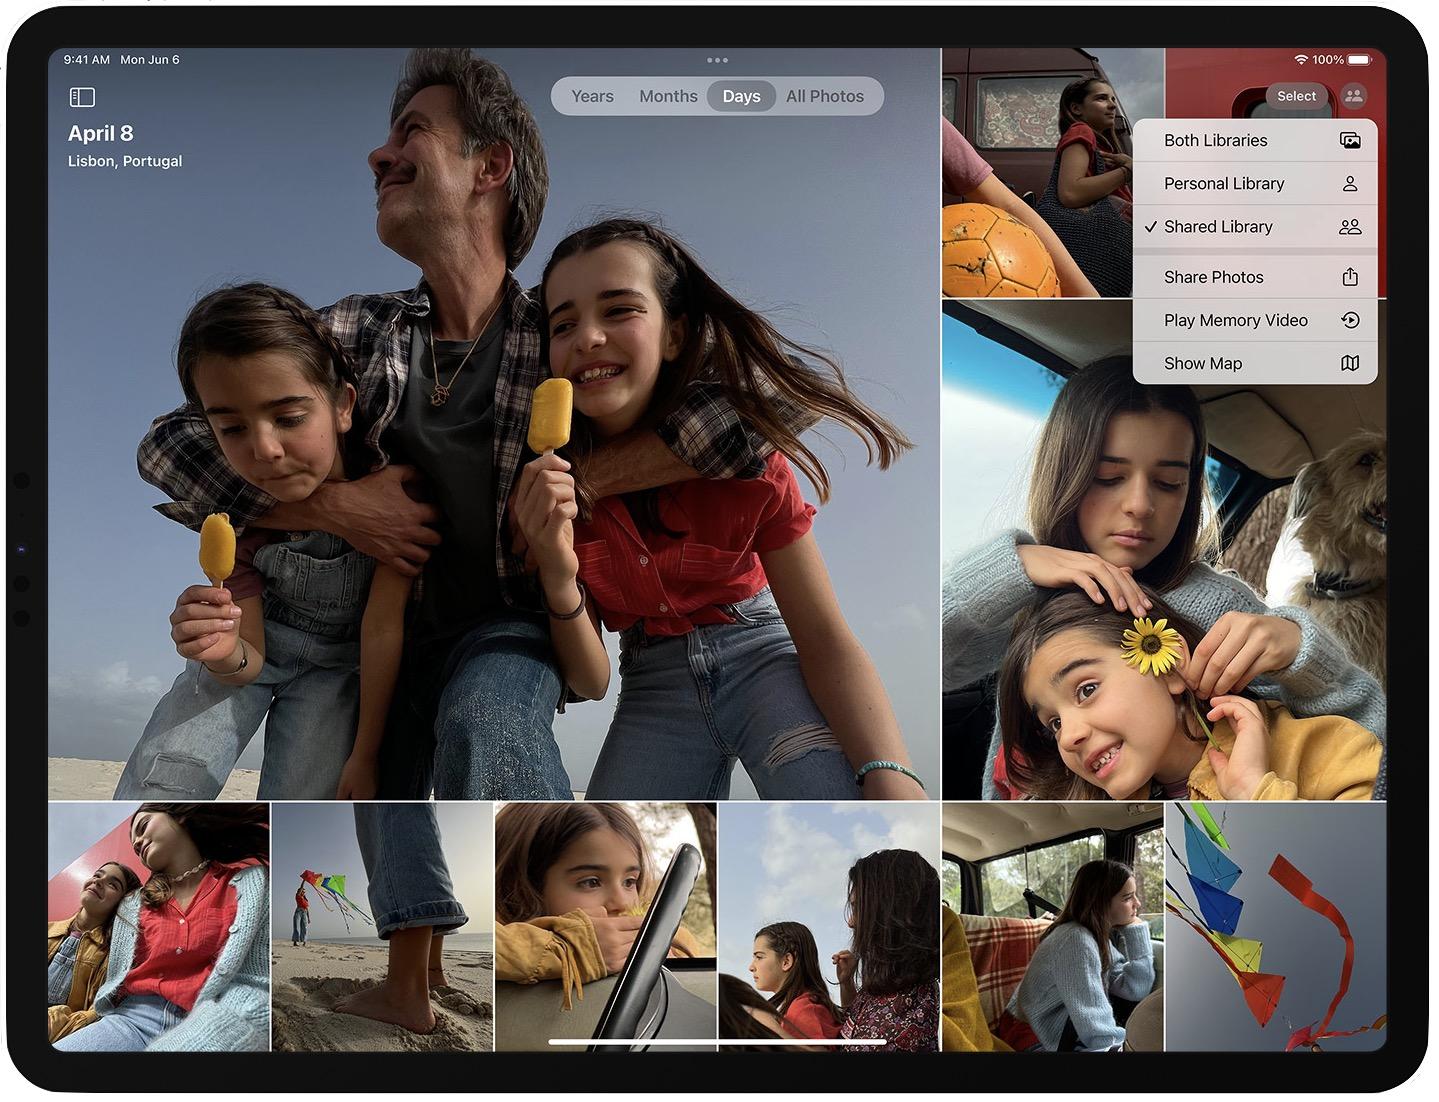 9:41 AM Mon Jun 6
100%
Years Months Days All Photos
Select
April 8
Lisbon, Portugal
Both Libraries
Personal Library
Shared Library
Share Photos
Play Memory Video
Show Map